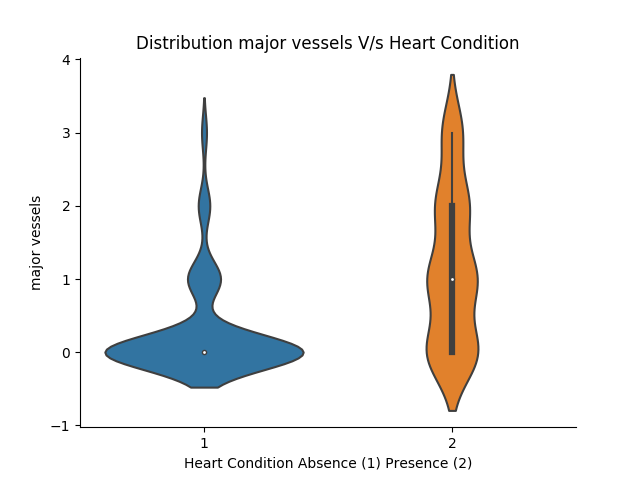 Distribution major vessels V/s Heart Condition
4
3
2
1
0
−1
major vessels
1 2
Heart Condition Absence (1) Presence (2)